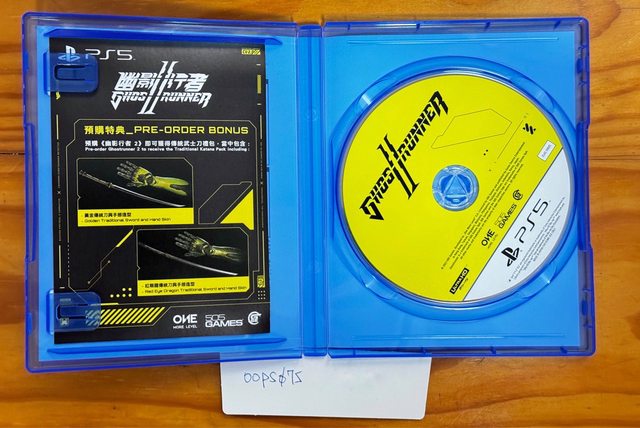 PS5
幽影行者
II
GHOSTRUNNER
預購特典_PRE-ORDER BONUS
預購《幽影行者 2》即可獲得傳統武士刀禮包，當中包含：
Pre-order Ghostrunner 2 to receive the Traditional Katana Pack including :
- 黃金傳統刀與手部造型
Golden Traditional Sword and Hand Skin
- 紅眼龍傳統刀與手部造型
- Red Eye Dragon Traditional Sword and Hand Skin
ONE
MORE LEVEL
505
GAMES
GHOSTRUNNER
II
ONE
505
GAMES
PS5
oops07z